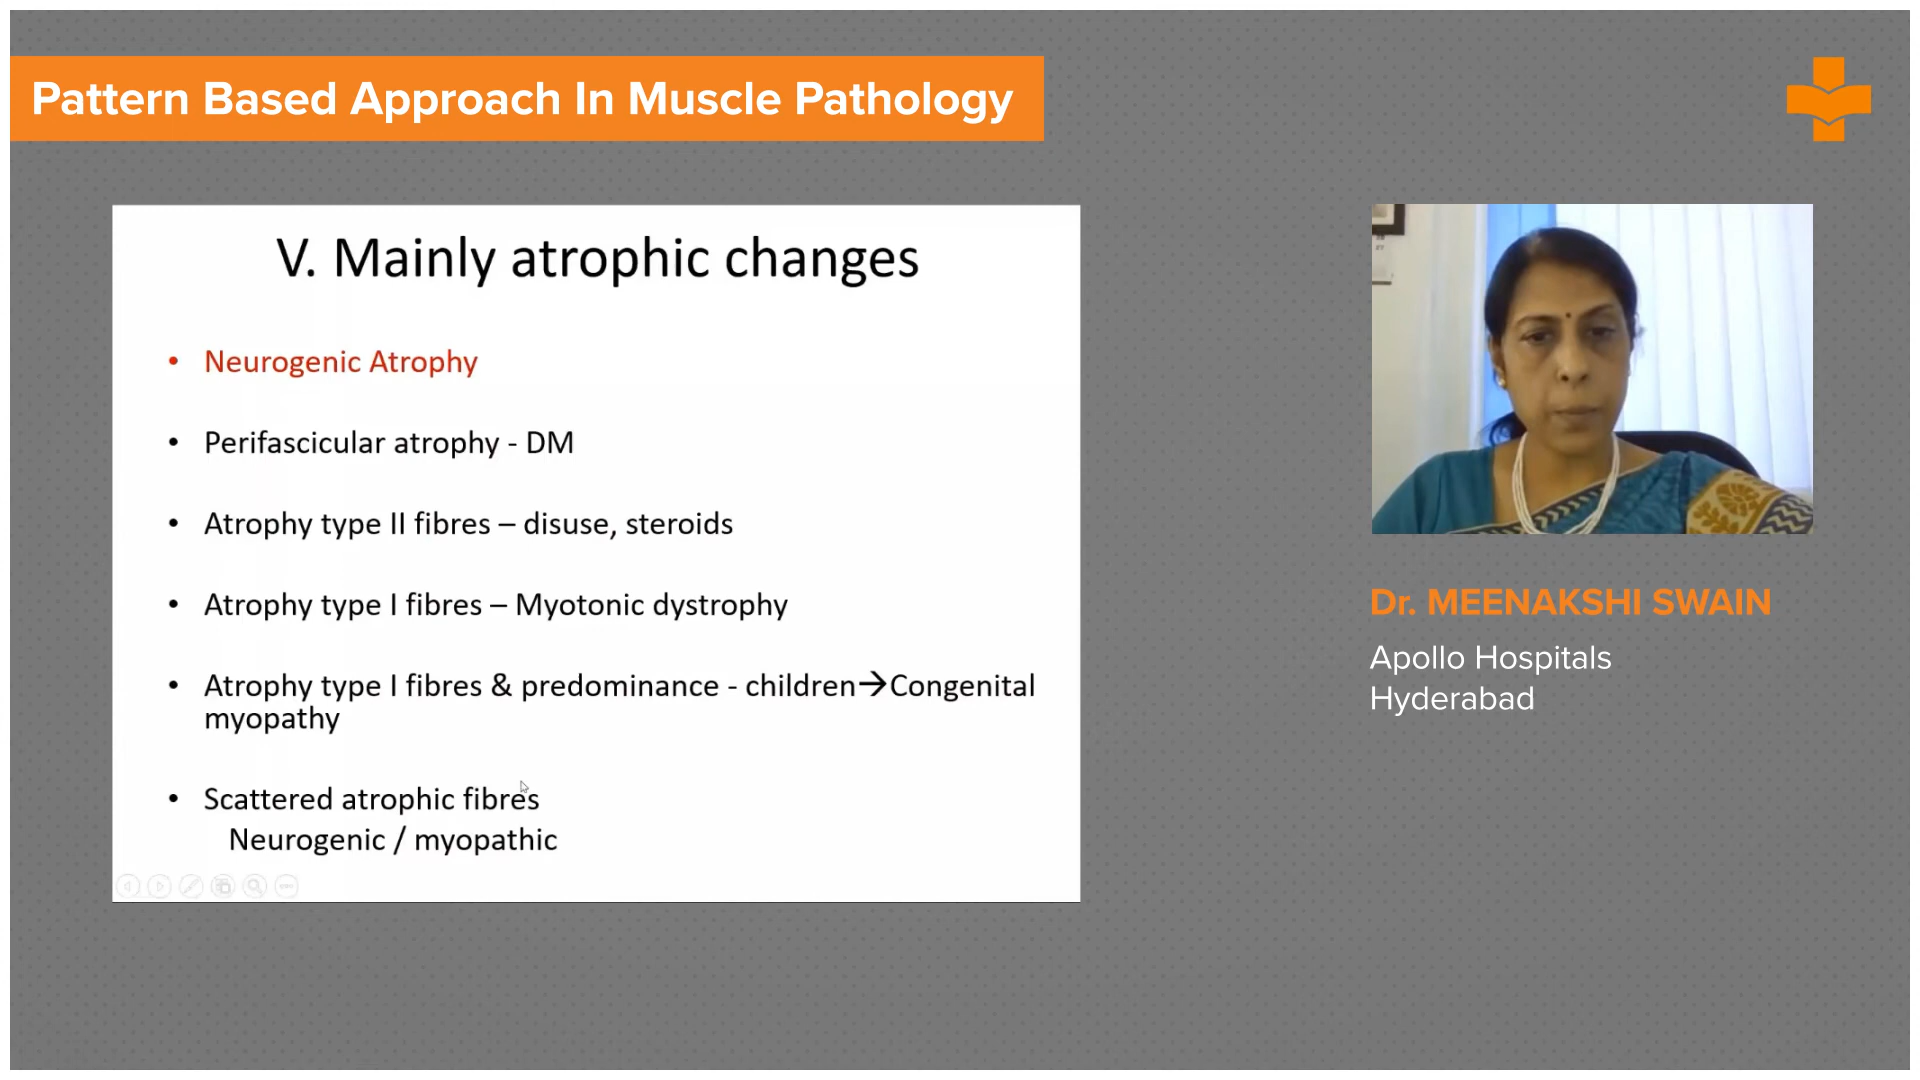 Pattern Based Approach In Muscle Pathology
V. Mainly atrophic changes
• Neurogenic Atrophy
• Perifascicular atrophy - DM
• Atrophy type II fibres – disuse, steroids
• Atrophy type I fibres – Myotonic dystrophy
• Atrophy type I fibres & predominance - children→Congenital
myopathy
• Scattered atrophic fibres
Neurogenic / myopathic
Dr. MEENAKSHI SWAIN
Apollo Hospitals
Hyderabad